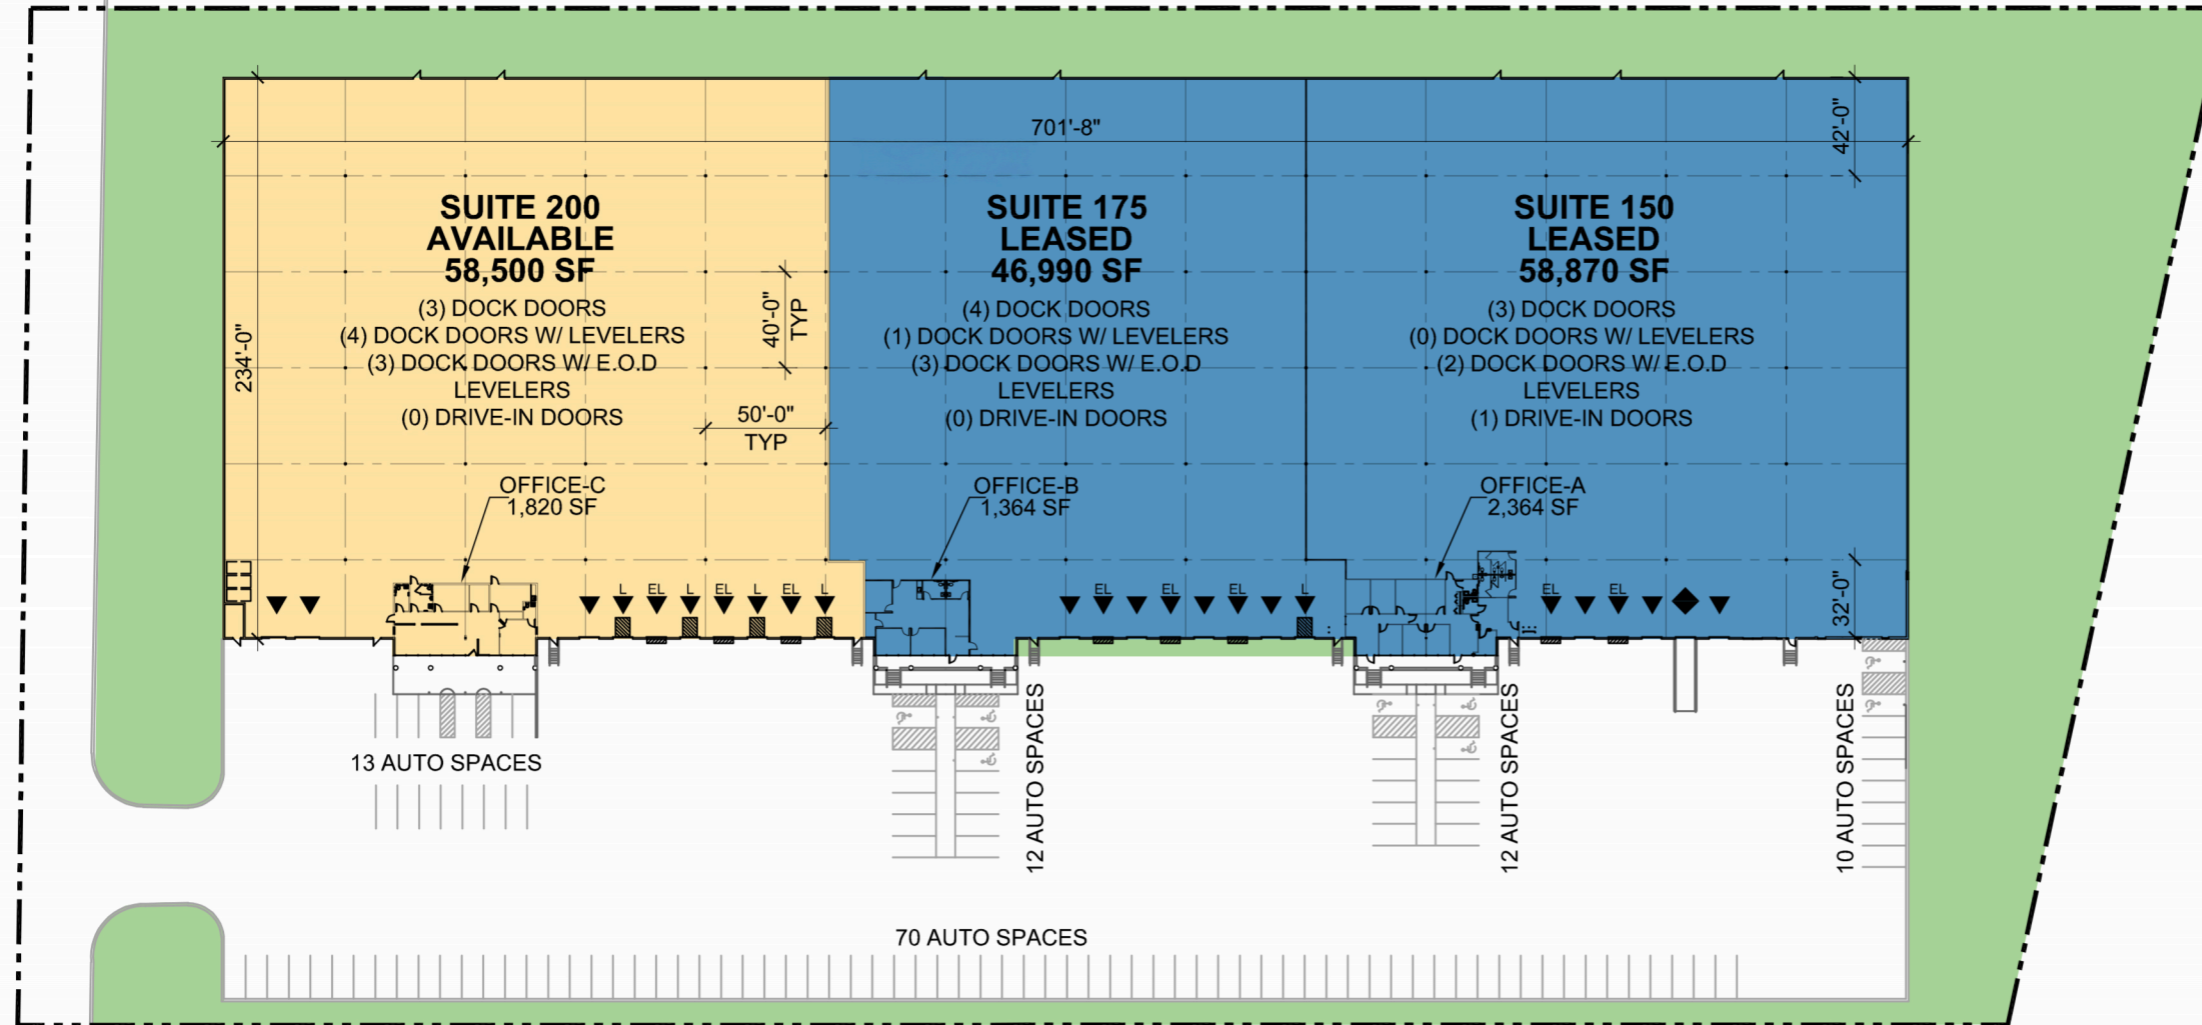 701'-8"
42'-0"
SUITE 200
AVAILABLE
58,500 SF
(3) DOCK DOORS
(4) DOCK DOORS W/ LEVELERS
(3) DOCK DOORS W/ E.O.D
LEVELERS
(0) DRIVE-IN DOORS
234'-0"
40'-0"
TYP
50'-0"
TYP
SUITE 175
LEASED
46,990 SF
(4) DOCK DOORS
(1) DOCK DOORS W/ LEVELERS
(3) DOCK DOORS W/ E.O.D
LEVELERS
(0) DRIVE-IN DOORS
SUITE 150
LEASED
58,870 SF
(3) DOCK DOORS
(0) DOCK DOORS W/ LEVELERS
(2) DOCK DOORS W/ E.O.D
LEVELERS
(1) DRIVE-IN DOORS
OFFICE-C
1,820 SF
OFFICE-B
1,364 SF
OFFICE-A
2,364 SF
L EL L EL L EL L
EL EL EL L
EL EL
32'-0"
13 AUTO SPACES
12 AUTO SPACES
12 AUTO SPACES
10 AUTO SPACES
70 AUTO SPACES